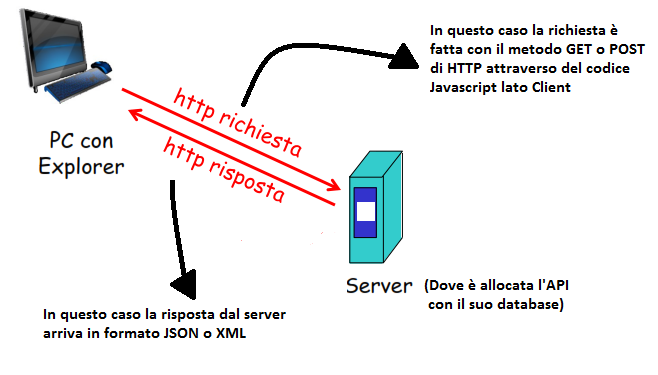 In questo caso la richiesta è
fatta con il metodo GET o POST
di HTTP attraverso del codice
Javascript lato Client
http richiesta
http risposta
PC con
Explorer
Server
(Dove è allocata l'API
con il suo database)
In questo caso la risposta dal server
arriva in formato JSON o XML